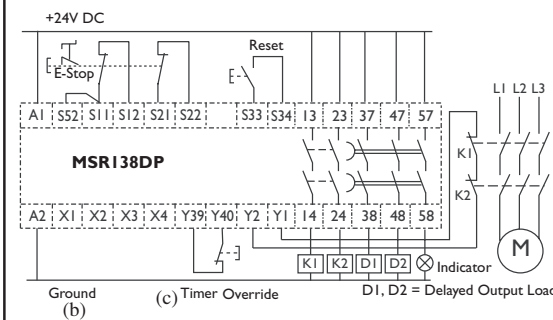 +24V DC
E-Stop
Reset
A1 S52 S11 S12 S21 S22 S33 S34 13 23 37 47 57
L1 L2 L3
MSR138DP
K1
K2
A2 X1 X2 X3 X4 Y39 Y40 Y2 Y1 14 24 38 48 58
M
K1 K2 D1 D2 Indicator
Ground
(b)
(c) Timer Override
D1, D2 = Delayed Output Load